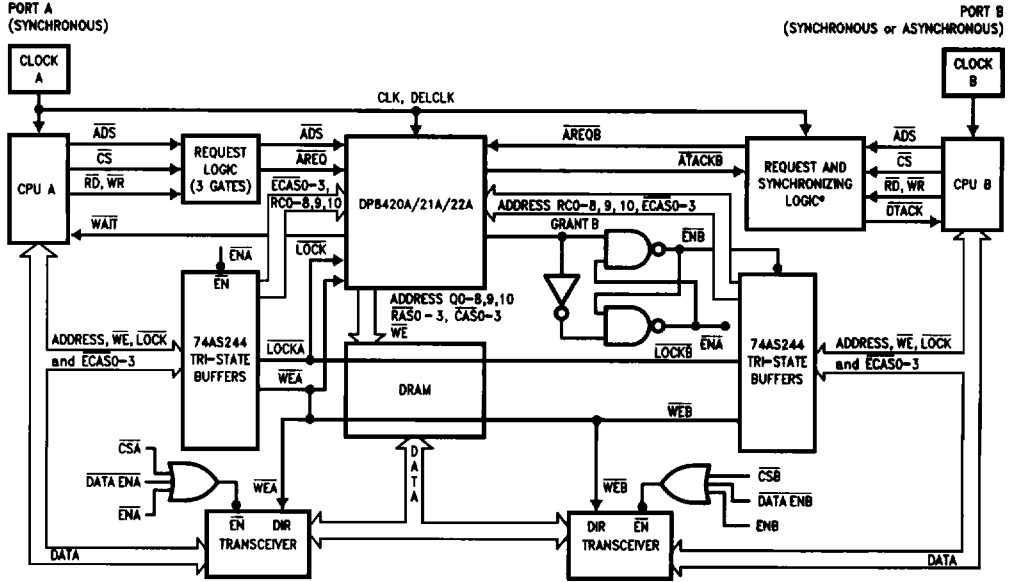 PORT A
(SYNCHRONOUS)
PORT B
(SYNCHRONOUS or ASYNCHRONOUS)
CLOCK
A
CLOCK
B
CLK, DELCLK
CPU A
ADS
CS
RD, WR
WAIT
REQUEST
LOGIC
(3 GATES)
ADS
AREQ
ECAS0-3,
RC0-8,9,10
LOCK
DP8420A/21A/22A
AREQB
ATACKB
ADDRESS RC0-8, 9, 10, ECAS0-3
GRANT B
REQUEST AND
SYNCHRONIZING
LOGIC*
ADS
CS
RD, WR
DTACK
CPU B
ENA
EN
74AS244
TRI-STATE
BUFFERS
ADDRESS, WE, LOCK
and ECAS0-3
LOCKA
WEA
ADDRESS Q0-8,9,10
RAS0-3, CAS0-3
WE
DRAM
ENB
ENA
LOCKB
WEB
74AS244
TRI-STATE
BUFFERS
ADDRESS, WE, LOCK
and ECAS0-3
CSA
DATA ENA
ENA
WEA
EN DIR
TRANSCEIVER
DATA
DATA
WEB
DIR EN
TRANSCEIVER
CSB
DATA ENB
ENB
DATA